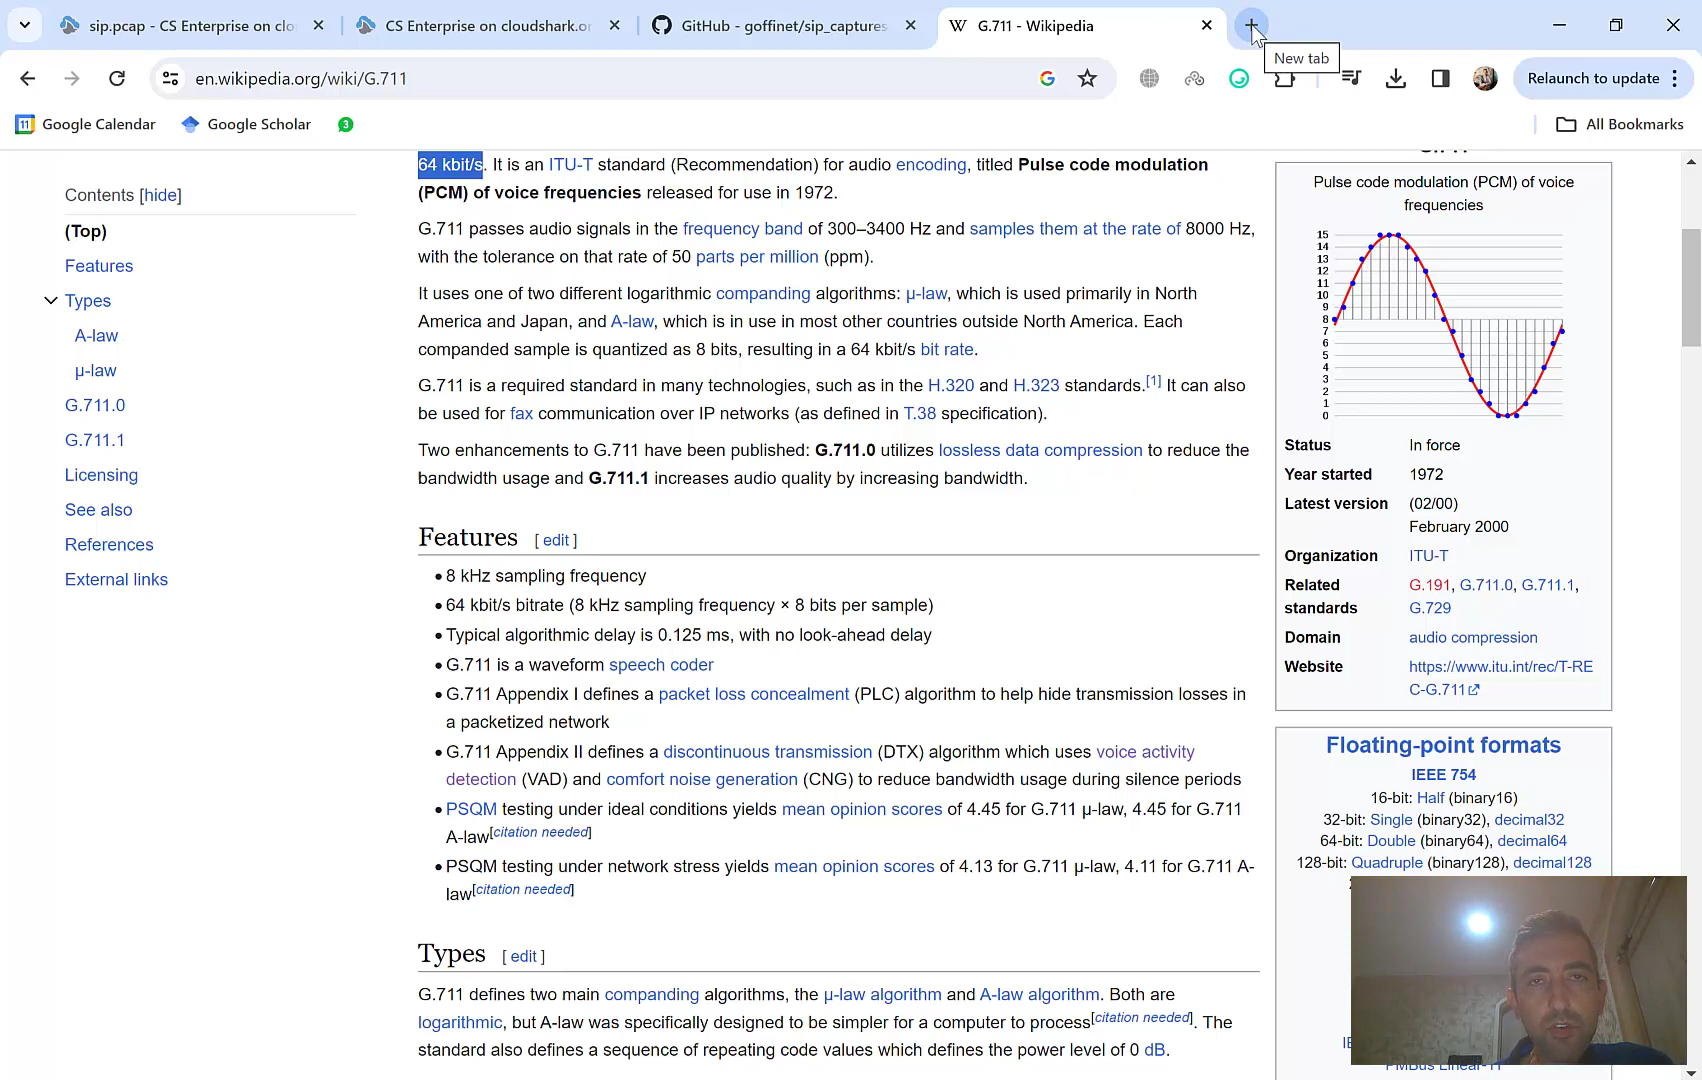 sip.pcap - CS Enterprise on clo
CS Enterprise on cloudshark.or
GitHub - goffinet/sip_captures
W G.711 - Wikipedia
New tab
en.wikipedia.org/wiki/G.711
Relaunch to update
11 Google Calendar
Google Scholar
3
All Bookmarks
Contents [hide]
(Top)
Features
Types
A-law
μ-law
G.711.0
G.711.1
Licensing
See also
References
External links
64 kbit/s. It is an ITU-T standard (Recommendation) for audio encoding, titled Pulse code modulation
(PCM) of voice frequencies released for use in 1972.
G.711 passes audio signals in the frequency band of 300–3400 Hz and samples them at the rate of 8000 Hz,
with the tolerance on that rate of 50 parts per million (ppm).
It uses one of two different logarithmic companding algorithms: μ-law, which is used primarily in North
America and Japan, and A-law, which is in use in most other countries outside North America. Each
companded sample is quantized as 8 bits, resulting in a 64 kbit/s bit rate.
G.711 is a required standard in many technologies, such as in the H.320 and H.323 standards.[1] It can also
be used for fax communication over IP networks (as defined in T.38 specification).
Two enhancements to G.711 have been published: G.711.0 utilizes lossless data compression to reduce the
bandwidth usage and G.711.1 increases audio quality by increasing bandwidth.
Features [ edit ]
• 8 kHz sampling frequency
• 64 kbit/s bitrate (8 kHz sampling frequency × 8 bits per sample)
• Typical algorithmic delay is 0.125 ms, with no look-ahead delay
• G.711 is a waveform speech coder
• G.711 Appendix I defines a packet loss concealment (PLC) algorithm to help hide transmission losses in
a packetized network
• G.711 Appendix II defines a discontinuous transmission (DTX) algorithm which uses voice activity
detection (VAD) and comfort noise generation (CNG) to reduce bandwidth usage during silence periods
• PSQM testing under ideal conditions yields mean opinion scores of 4.45 for G.711 μ-law, 4.45 for G.711
A-law[citation needed]
• PSQM testing under network stress yields mean opinion scores of 4.13 for G.711 μ-law, 4.11 for G.711 A-
law[citation needed]
Types [ edit ]
G.711 defines two main companding algorithms, the μ-law algorithm and A-law algorithm. Both are
logarithmic, but A-law was specifically designed to be simpler for a computer to process[citation needed]. The
standard also defines a sequence of repeating code values which defines the power level of 0 dB.
Pulse code modulation (PCM) of voice
frequencies
15
14
13
12
11
10
9
8
7
6
5
4
3
2
1
0
Status In force
Year started 1972
Latest version (02/00)
February 2000
Organization ITU-T
Related G.191, G.711.0, G.711.1,
standards G.729
Domain audio compression
Website https://www.itu.int/rec/T-RE
C-G.711
Floating-point formats
IEEE 754
16-bit: Half (binary16)
32-bit: Single (binary32), decimal32
64-bit: Double (binary64), decimal64
128-bit: Quadruple (binary128), decimal128